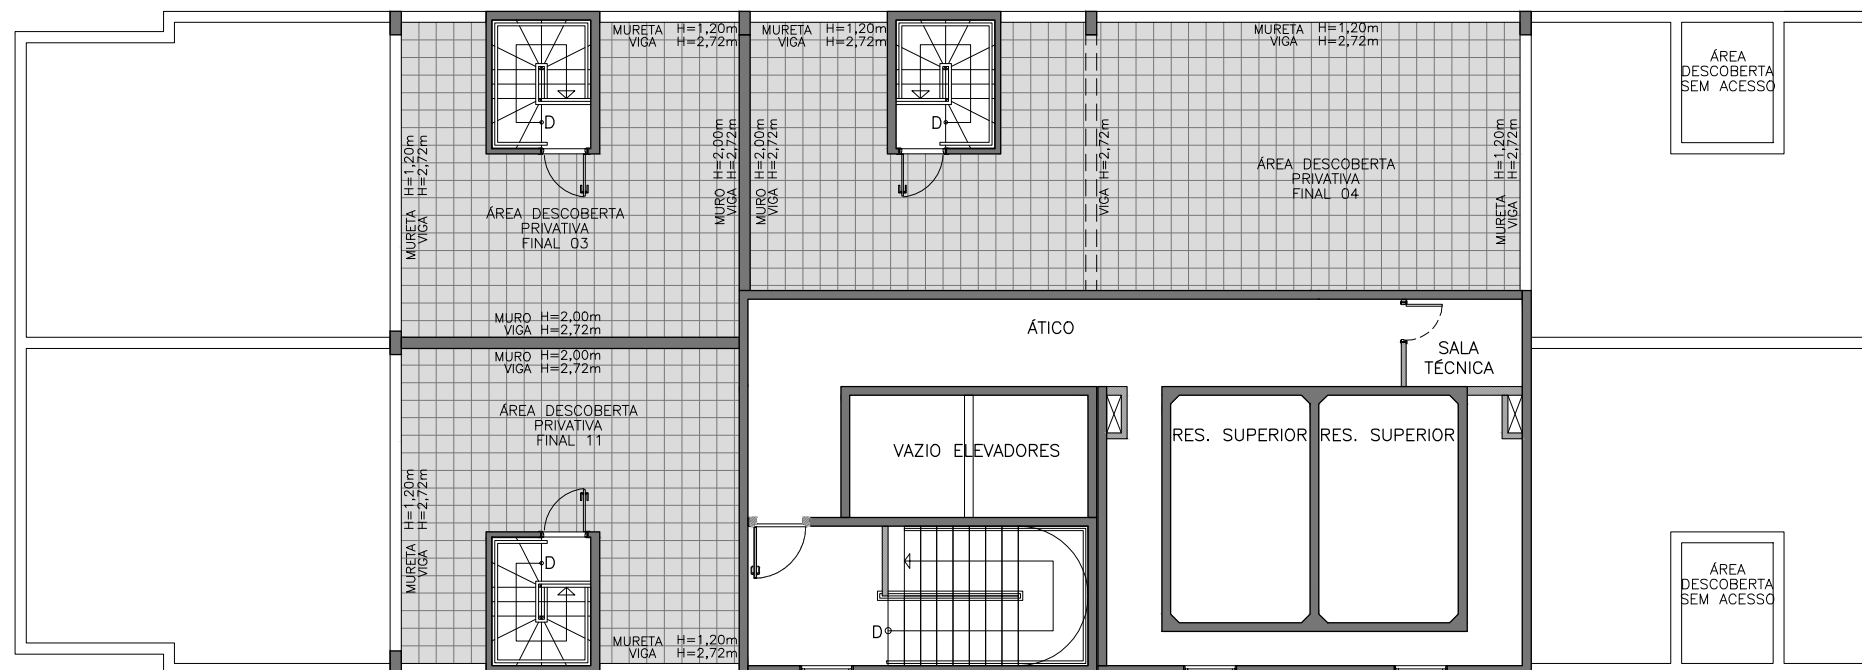 MURETA H=1,20m
VIGA H=2,72m
MURETA H=1,20m
VIGA H=2,72m
MURETA H=1,20m
VIGA H=2,72m
ÁREA
DESCOBERTA
SEM ACESSO
D
D
MURETA H=1,20m
VIGA H=2,72m
MURO H=2,00m
VIGA H=2,72m
MURO H=2,00m
VIGA H=2,72m
VIGA H=2,72m
MURETA H=1,20m
VIGA H=2,72m
ÁREA DESCOBERTA
PRIVATIVA
FINAL 04
ÁREA DESCOBERTA
PRIVATIVA
FINAL 03
MURO H=2,00m
VIGA H=2,72m
ÁTICO
SALA
TÉCNICA
MURO H=2,00m
VIGA H=2,72m
ÁREA DESCOBERTA
PRIVATIVA
FINAL 11
VAZIO ELEVADORES
RES. SUPERIOR
RES. SUPERIOR
MURETA H=1,20m
VIGA H=2,72m
D
D
ÁREA
DESCOBERTA
SEM ACESSO
MURETA H=1,20m
VIGA H=2,72m